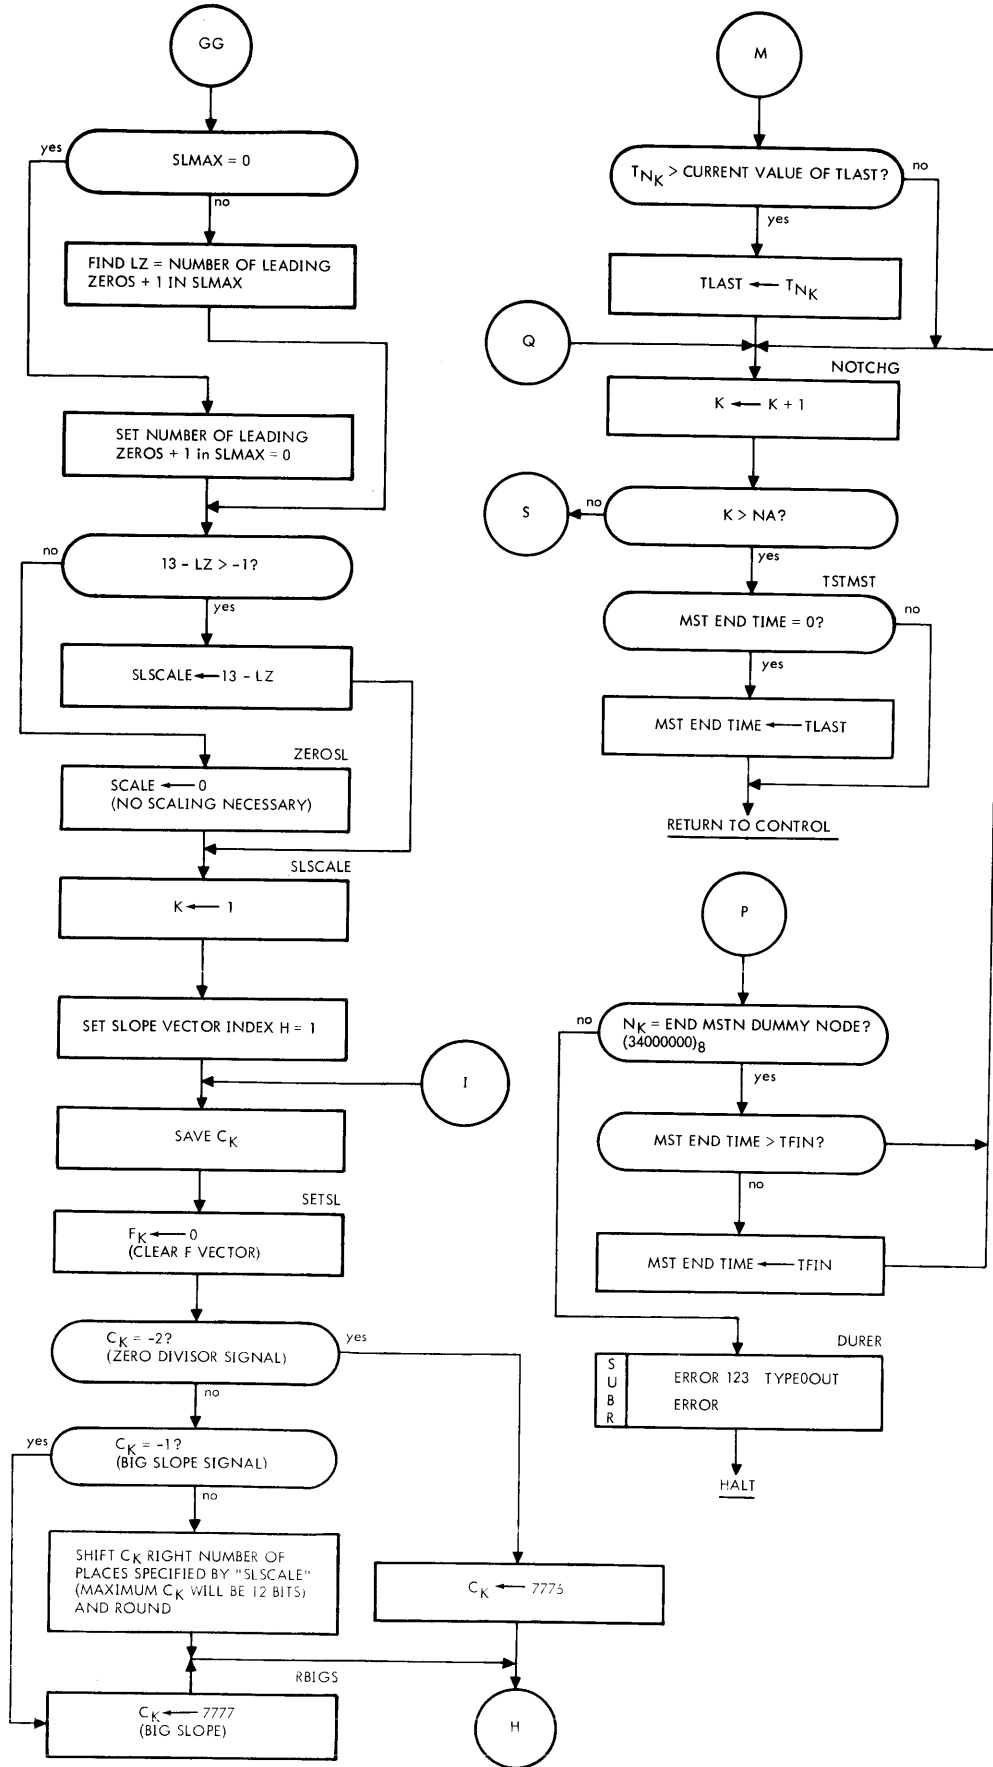 GG
SLMAX = 0
yes
no
FIND LZ = NUMBER OF LEADING
ZEROS + 1 IN SLMAX
SET NUMBER OF LEADING
ZEROS + 1 in SLMAX = 0
13 - LZ > -1?
no
yes
SLSCALE ← 13 - LZ
ZEROSL
SCALE ← 0
(NO SCALING NECESSARY)
SLSCALE
K ← 1
SET SLOPE VECTOR INDEX H = 1
I
SAVE CK
SETSL
FK ← 0
(CLEAR F VECTOR)
CK = -2?
(ZERO DIVISOR SIGNAL)
yes
no
CK = -1?
(BIG SLOPE SIGNAL)
yes
no
SHIFT CK RIGHT NUMBER OF
PLACES SPECIFIED BY "SLSCALE"
(MAXIMUM CK WILL BE 12 BITS)
AND ROUND
CK ← 7776
RBIGS
CK ← 7777
(BIG SLOPE)
H
M
TNK > CURRENT VALUE OF TLAST?
no
yes
TLAST ← TNK
Q
NOTCHG
K ← K + 1
K > NA?
no
S
yes
TSTMST
MST END TIME = 0?
no
yes
MST END TIME ← TLAST
RETURN TO CONTROL
P
NK = END MSTN DUMMY NODE?
(34000000)8
no
yes
MST END TIME > TFIN?
no
MST END TIME ← TFIN
DURER
SUBR
ERROR 123 TYPEOOUT
ERROR
HALT